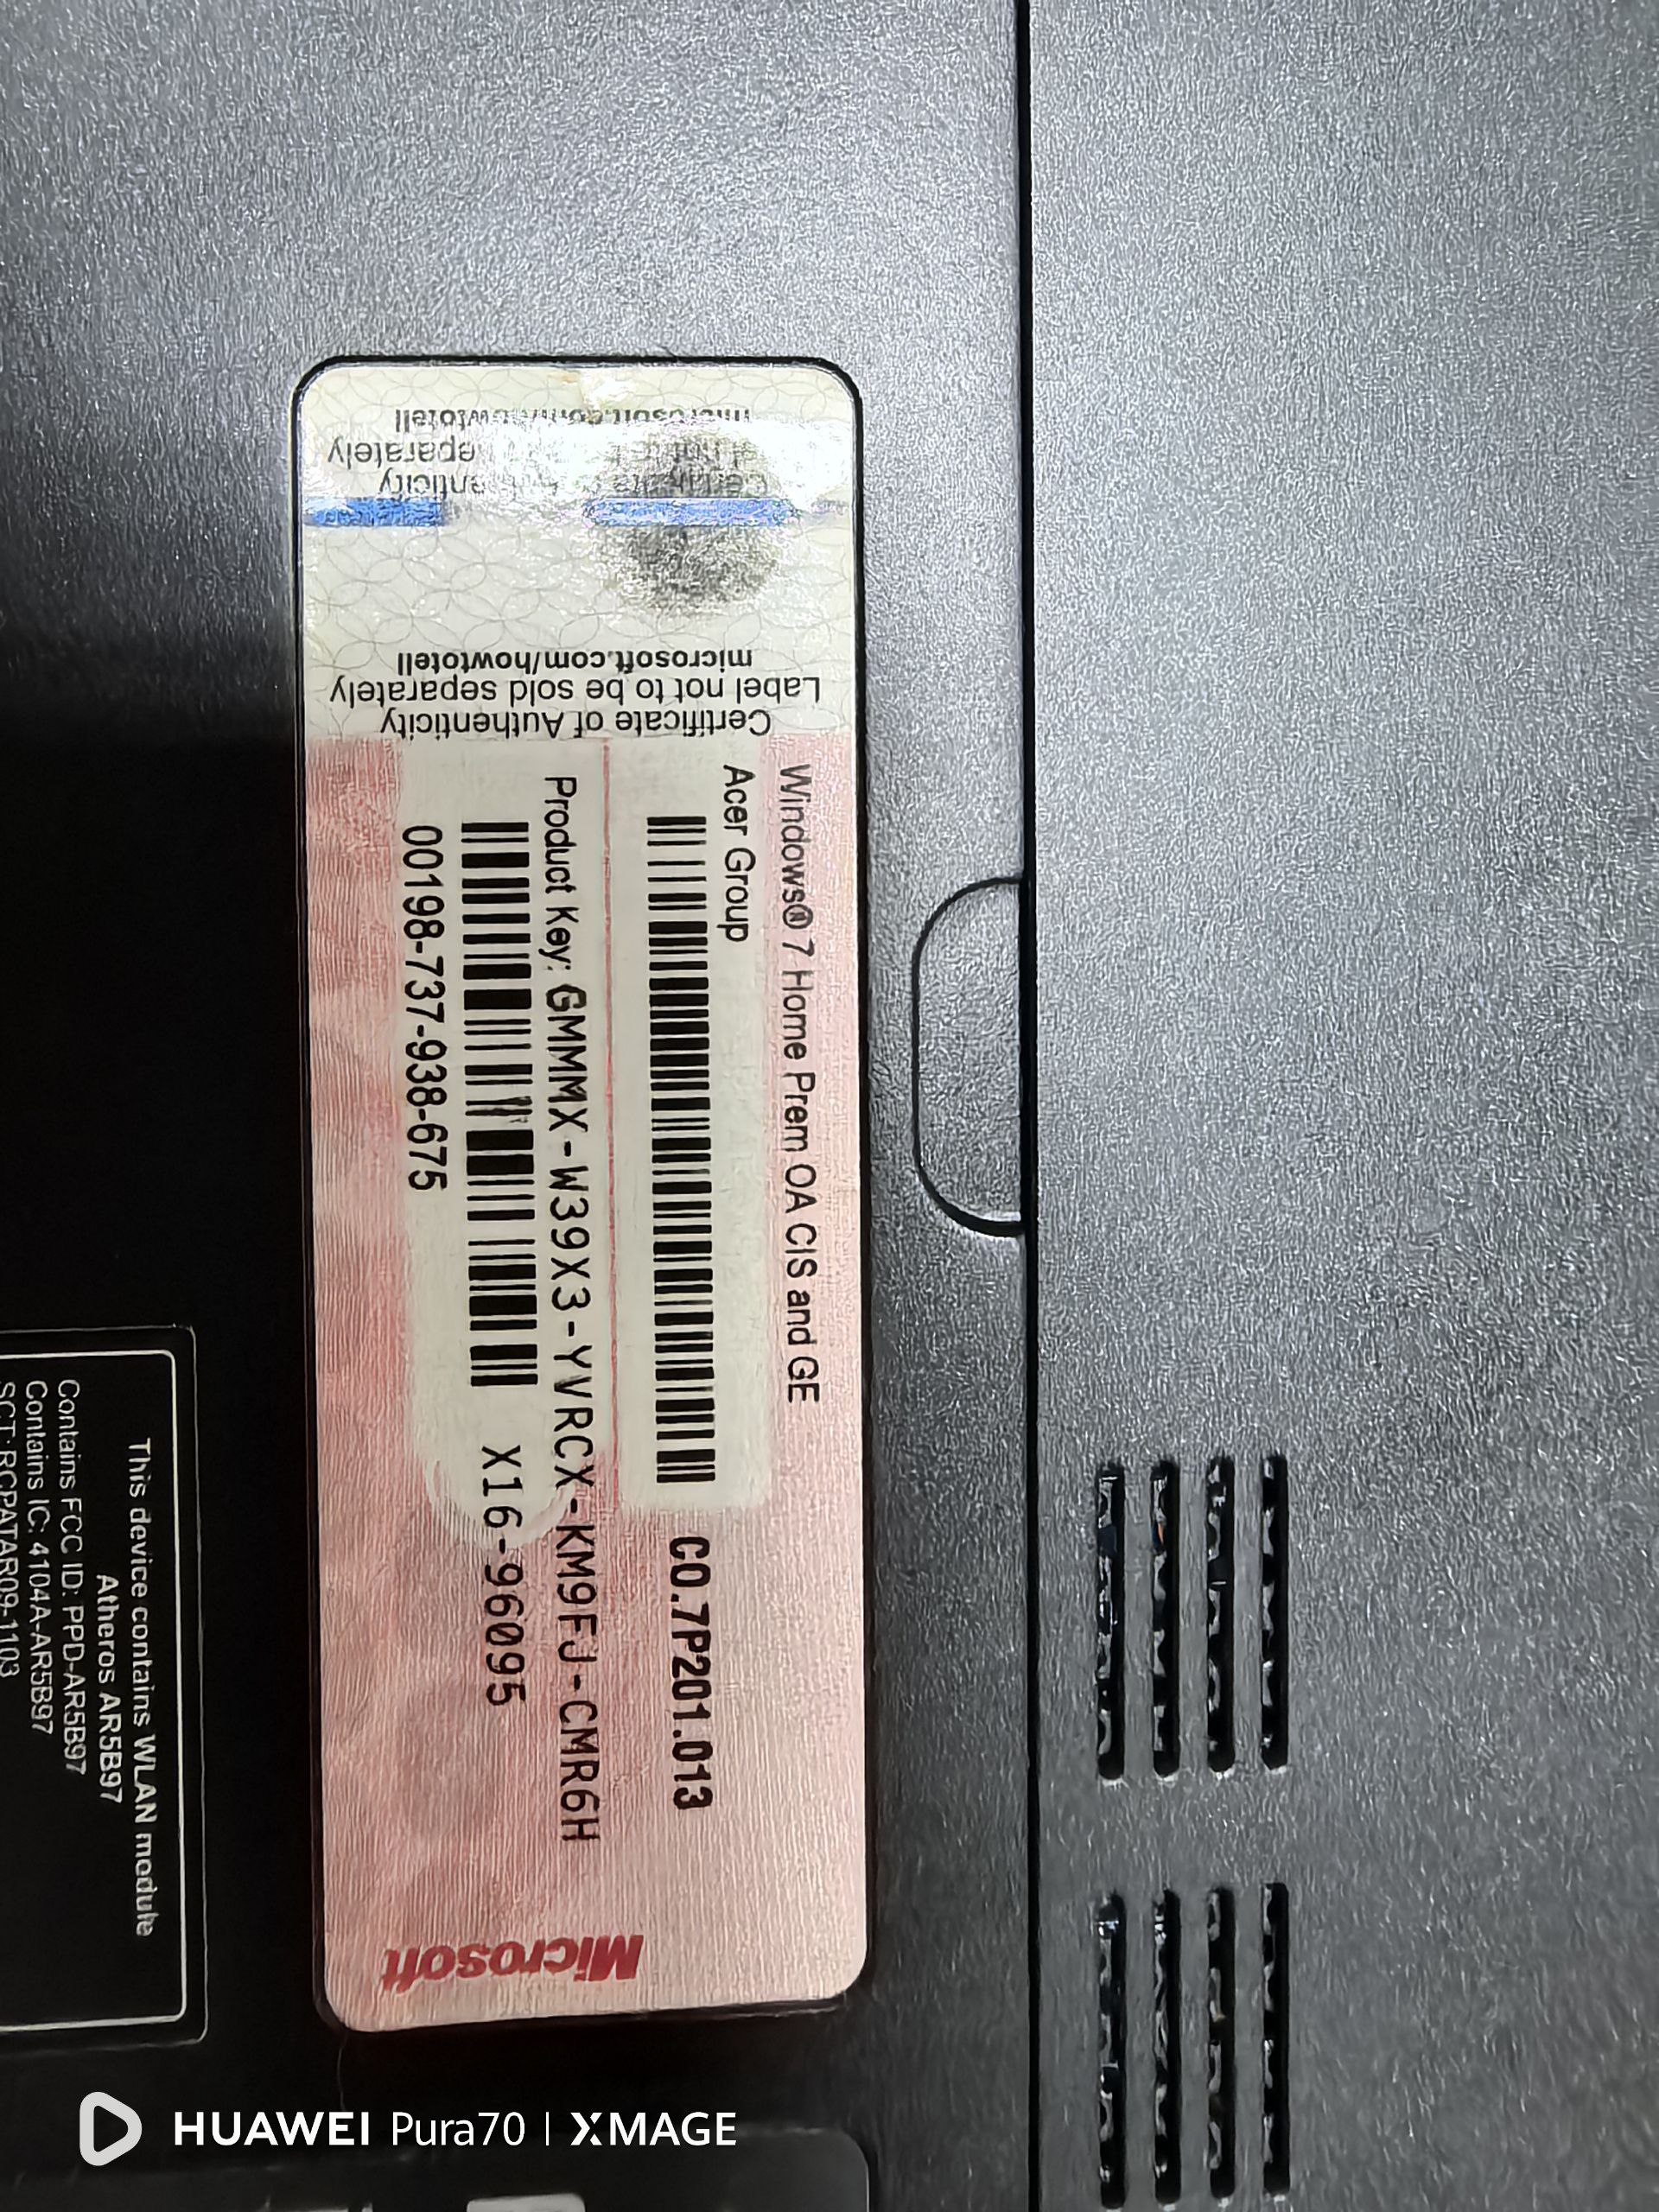 microsoft.com/howtotell
Label not to be sold separately
Certificate of Authenticity
Windows® 7 Home Prem OA CIS and GE
Acer Group
CO.7P201.013
Product Key: GMMMX-W39X3-YVRCX-KM9FJ-CMR6H
X16-96095
00198-737-938-675
Microsoft
This device contains WLAN module
Atheros AR5B97
Contains FCC ID: PPD-AR5B97
Contains IC: 4104A-AR5B97
SCT:RCPATAR09-1103
HUAWEI Pura70 | XMAGE